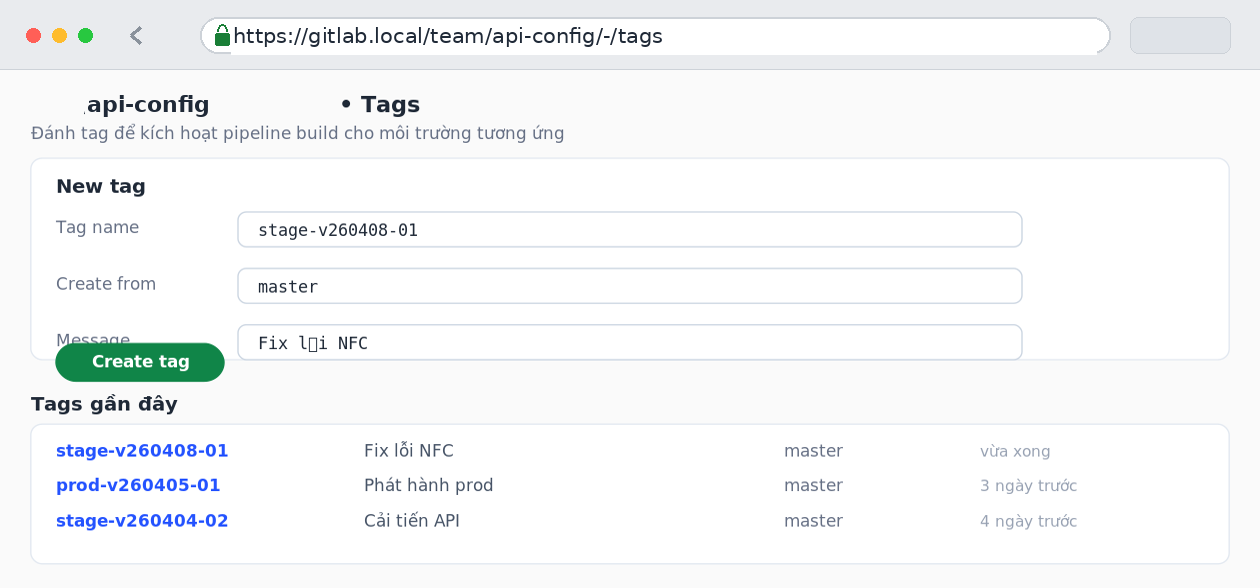 https://gitlab.local/team/api-config/-/tags
api-config • Tags
Đánh tag để kích hoạt pipeline build cho môi trường tương ứng
New tag
Tag name stage-v260408-01
Create from master
Message Fix l▯i NFC
Create tag
Tags gần đây
stage-v260408-01 Fix lỗi NFC master vừa xong
prod-v260405-01 Phát hành prod master 3 ngày trước
stage-v260404-02 Cải tiến API master 4 ngày trước